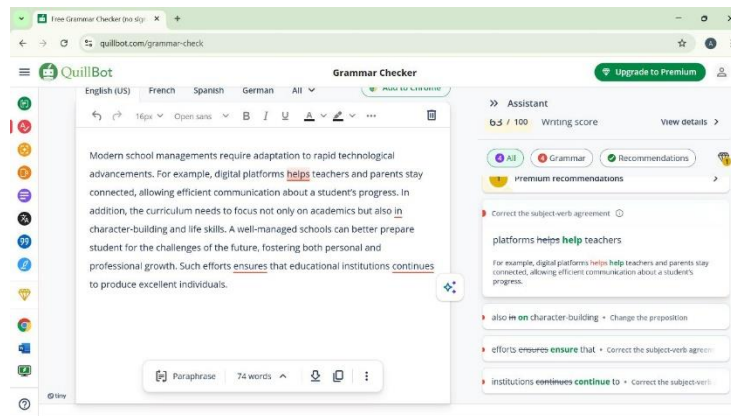 Free Grammar Checker (no sig
quillbot.com/grammar-check
A
QuillBot
Grammar Checker
Upgrade to Premium
English (US) French Spanish German All
Add to Chrome
16px Open sans B I U A
Modern school managements require adaptation to rapid technological
advancements. For example, digital platforms helps teachers and parents stay
connected, allowing efficient communication about a student's progress. In
addition, the curriculum needs to focus not only on academics but also in
character-building and life skills. A well-managed schools can better prepare
student for the challenges of the future, fostering both personal and
professional growth. Such efforts ensures that educational institutions continues
to produce excellent individuals.
Paraphrase 74 words
tiny
Assistant
63 / 100 Writing score View details
4 All 4 Grammar Recommendations
Premium recommendations
Correct the subject-verb agreement
platforms helps help teachers
For example, digital platforms helps help teachers and parents stay
connected, allowing efficient communication about a student's
progress.
also in on character-building • Change the preposition
efforts ensures ensure that • Correct the subject-verb agreem
institutions continues continue to • Correct the subject-verb